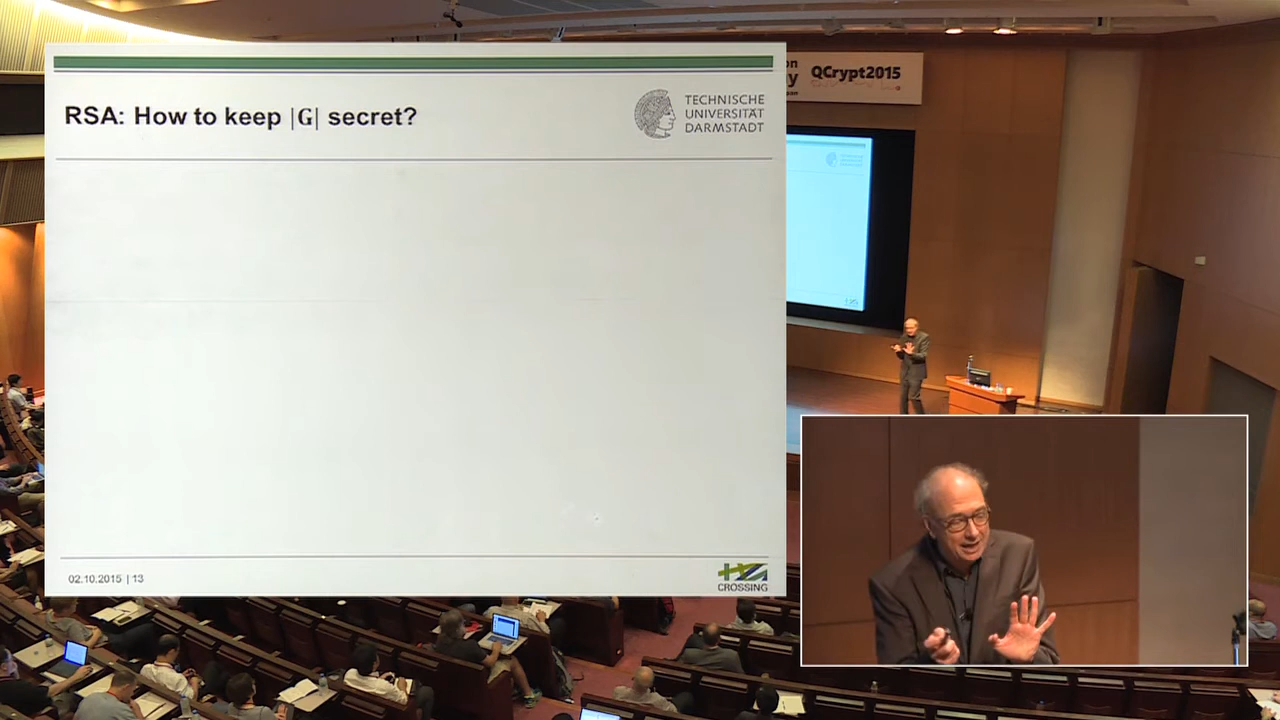 RSA: How to keep |G| secret?
TECHNISCHE
UNIVERSITÄT
DARMSTADT
QCrypt2015
02.10.2015 | 13
CROSSING